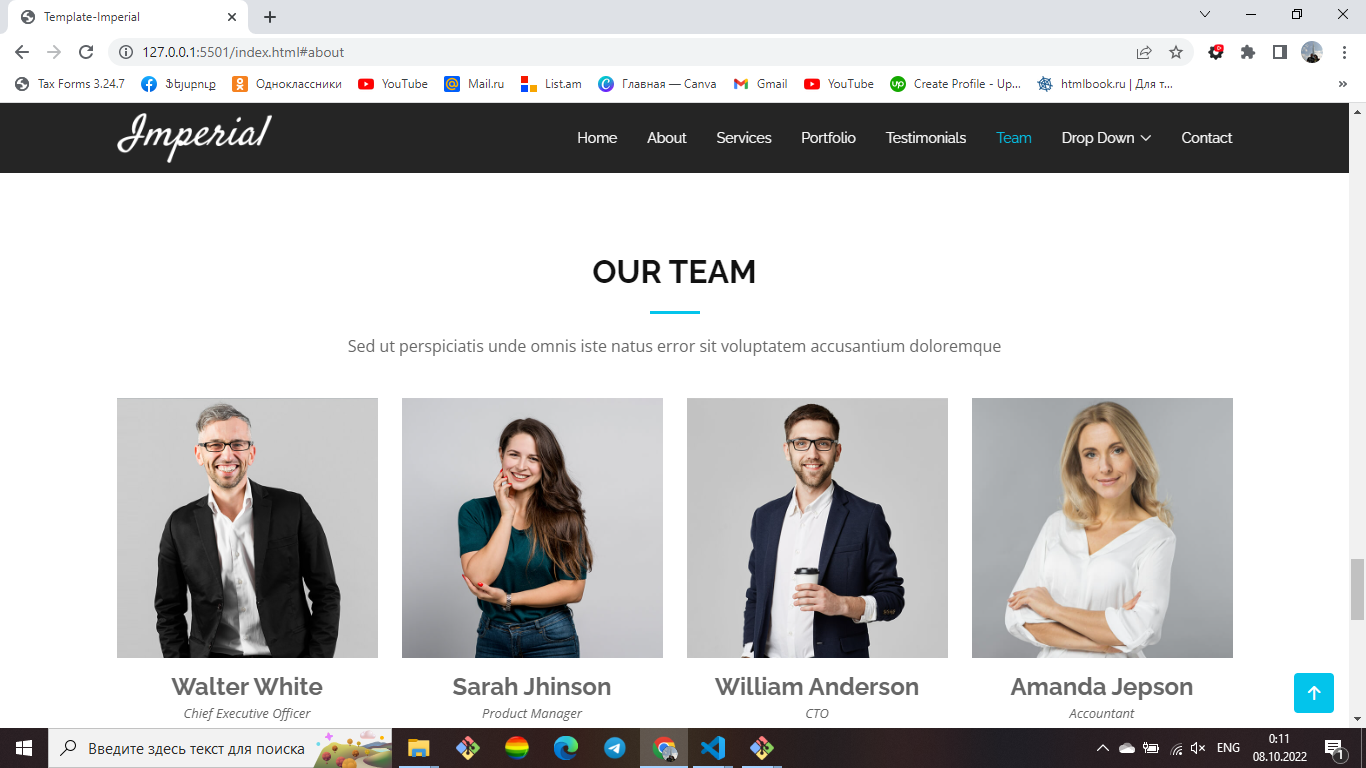 Template-Imperial
127.0.0.1:5501/index.html#about
Tax Forms 3.24.7 Ֆեյսբուք Одноклассники YouTube Mail.ru List.am Главная — Canva Gmail YouTube Create Profile - Up... htmlbook.ru | Для т... »
Imperial Home About Services Portfolio Testimonials Team Drop Down Contact
OUR TEAM
Sed ut perspiciatis unde omnis iste natus error sit voluptatem accusantium doloremque
Walter White Sarah Jhinson William Anderson Amanda Jepson
Chief Executive Officer Product Manager CTO Accountant
Введите здесь текст для поиска ENG 0:11 1
08.10.2022